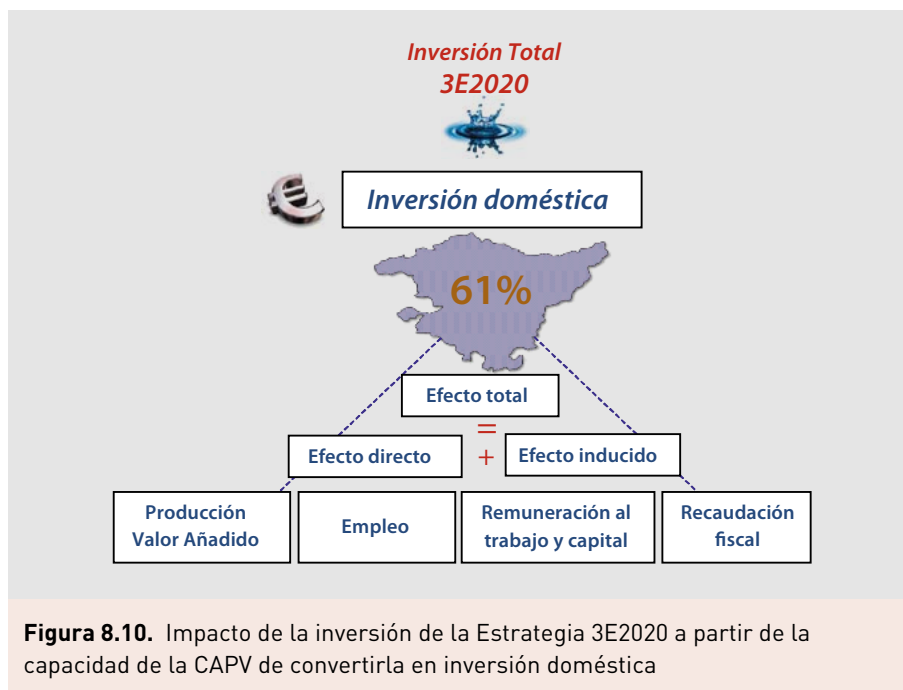 Inversión Total
3E2020
€
Inversión doméstica
61%
Efecto total
=
Efecto directo + Efecto inducido
Producción
Valor Añadido
Empleo
Remuneración al
trabajo y capital
Recaudación
fiscal
Figura 8.10. Impacto de la inversión de la Estrategia 3E2020 a partir de la
capacidad de la CAPV de convertirla en inversión doméstica